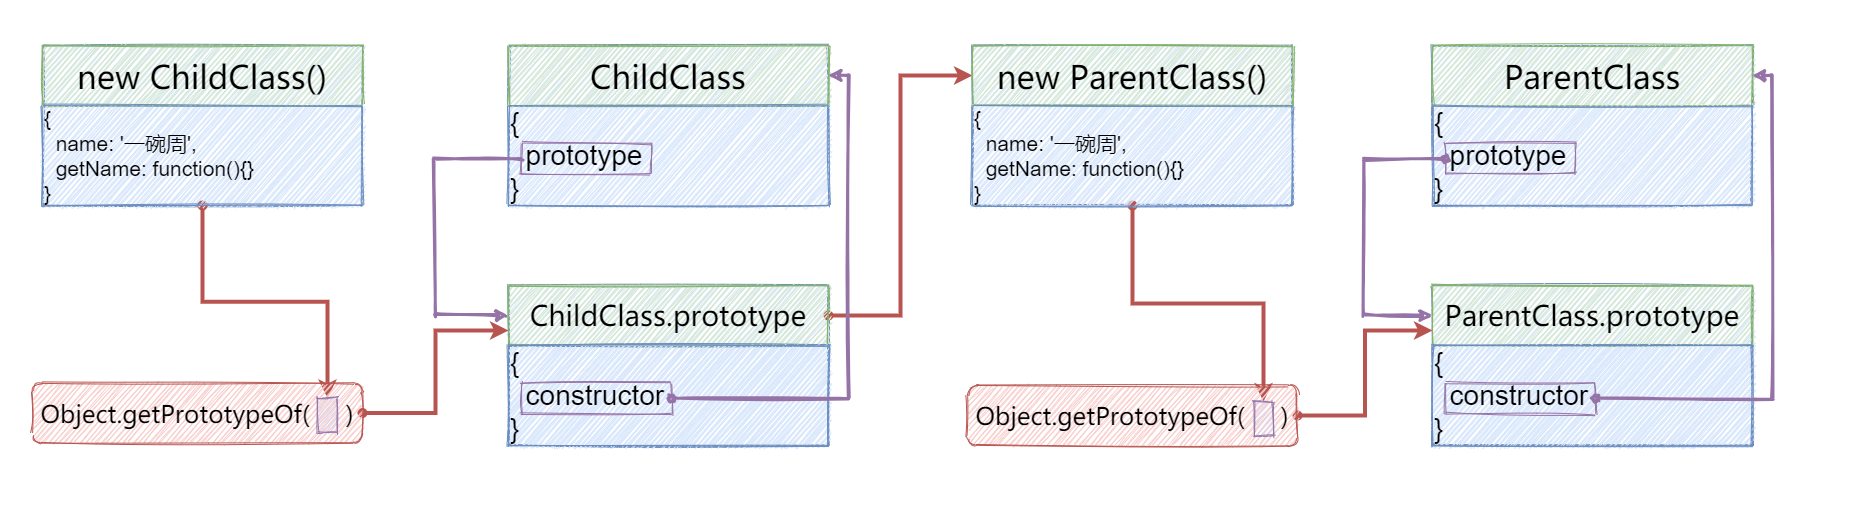 new ChildClass()
{
name: '一碗周',
getName: function(){}
}
ChildClass
{
prototype
}
new ParentClass()
{
name: '一碗周',
getName: function(){}
}
ParentClass
{
prototype
}
Object.getPrototypeOf( )
ChildClass.prototype
{
constructor
}
Object.getPrototypeOf( )
ParentClass.prototype
{
constructor
}